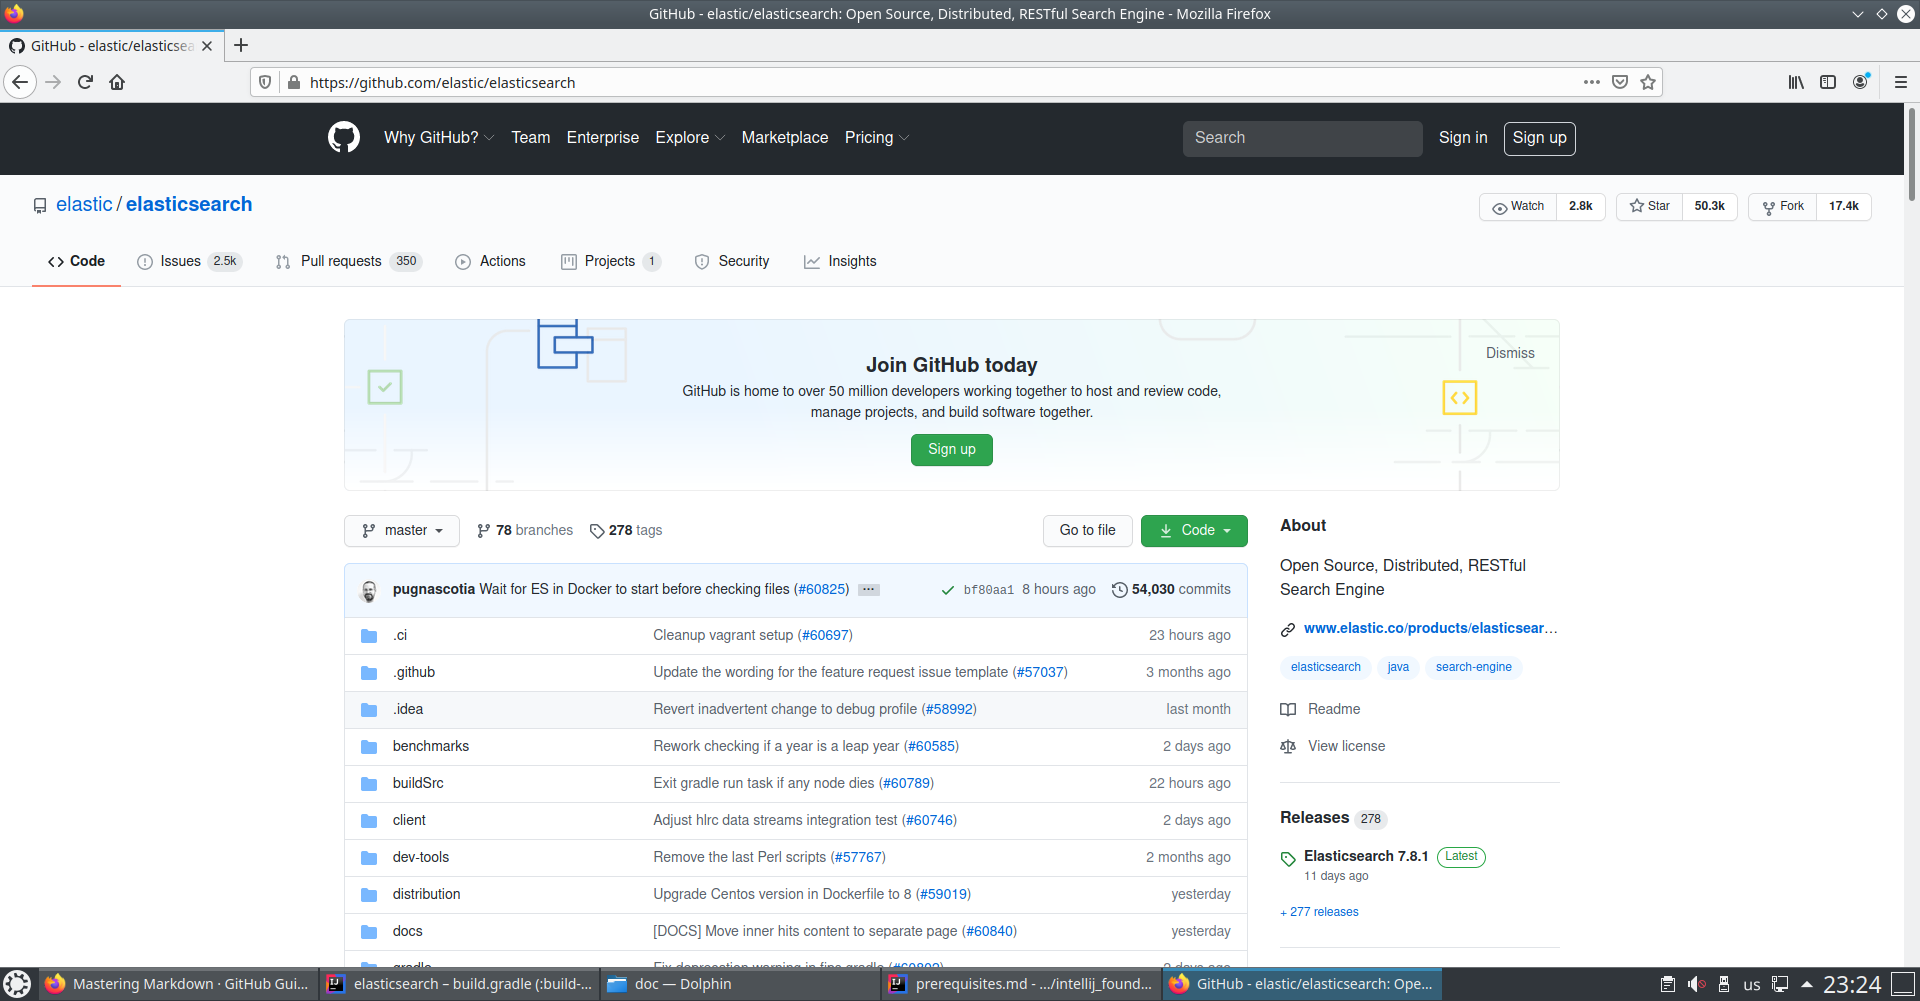 GitHub - elastic/elasticsearch: Open Source, Distributed, RESTful Search Engine - Mozilla Firefox
GitHub - elastic/elasticsea
https://github.com/elastic/elasticsearch
Why GitHub? Team Enterprise Explore Marketplace Pricing Search Sign in Sign up
elastic / elasticsearch Watch 2.8k Star 50.3k Fork 17.4k
Code Issues 2.5k Pull requests 350 Actions Projects 1 Security Insights
Dismiss
Join GitHub today
GitHub is home to over 50 million developers working together to host and review code,
manage projects, and build software together.
Sign up
master 78 branches 278 tags Go to file Code
pugnascotia Wait for ES in Docker to start before checking files (#60825) ... bf80aa1 8 hours ago 54,030 commits
.ci Cleanup vagrant setup (#60697) 23 hours ago
.github Update the wording for the feature request issue template (#57037) 3 months ago
.idea Revert inadvertent change to debug profile (#58992) last month
benchmarks Rework checking if a year is a leap year (#60585) 2 days ago
buildSrc Exit gradle run task if any node dies (#60789) 22 hours ago
client Adjust hlrc data streams integration test (#60746) 2 days ago
dev-tools Remove the last Perl scripts (#57767) 2 months ago
distribution Upgrade Centos version in Dockerfile to 8 (#59019) yesterday
docs [DOCS] Move inner hits content to separate page (#60840) yesterday
About
Open Source, Distributed, RESTful
Search Engine
www.elastic.co/products/elasticsear…
elasticsearch java search-engine
Readme
View license
Releases 278
Elasticsearch 7.8.1 Latest
11 days ago
+ 277 releases
Mastering Markdown · GitHub Gui... elasticsearch – build.gradle (:build-... doc — Dolphin prerequisites.md - .../intellij_found... GitHub - elastic/elasticsearch: Ope... us 23:24